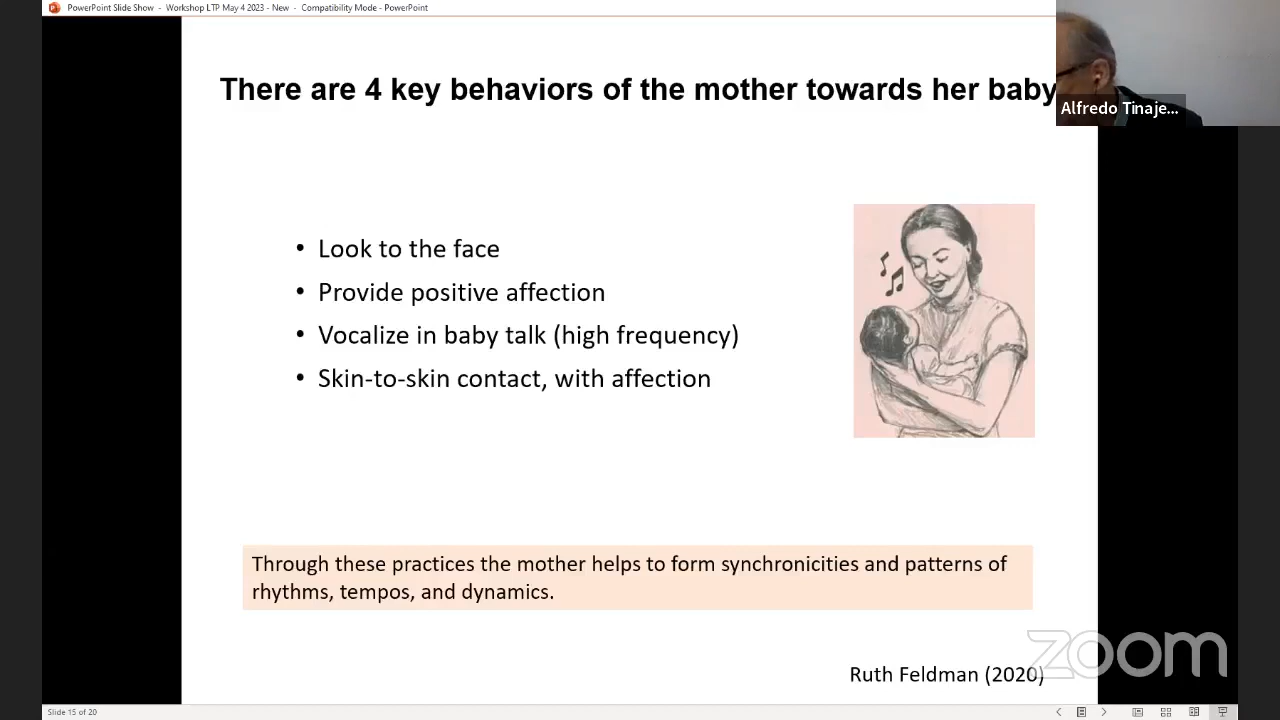 PowerPoint Slide Show - Workshop LTP May 4 2023 - New - Compatibility Mode - PowerPoint
There are 4 key behaviors of the mother towards her baby
Alfredo Tinaje...
• Look to the face
• Provide positive affection
• Vocalize in baby talk (high frequency)
• Skin-to-skin contact, with affection
Through these practices the mother helps to form synchronicities and patterns of
rhythms, tempos, and dynamics.
zoom
Ruth Feldman (2020)
Slide 15 of 20